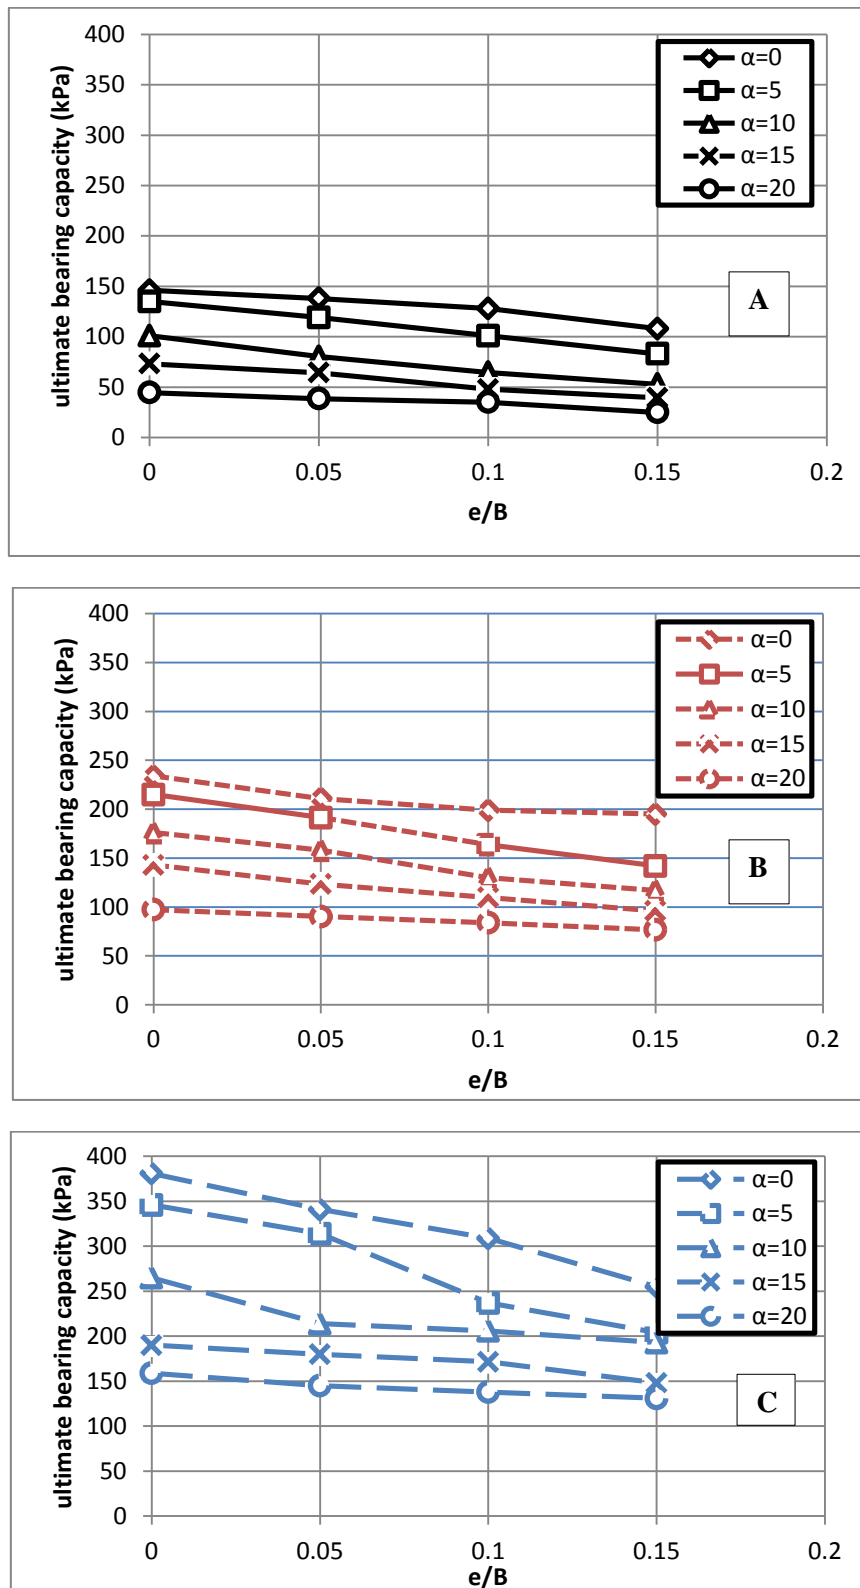 ultimate bearing capacity (kPa)
400
350
300
250
200
150
100
50
0
0
0.05
0.1
0.15
0.2
e/B
α=0
α=5
α=10
α=15
α=20
A
ultimate bearing capacity (kPa)
400
350
300
250
200
150
100
50
0
0
0.05
0.1
0.15
0.2
e/B
α=0
α=5
α=10
α=15
α=20
B
ultimate bearing capacity (kPa)
400
350
300
250
200
150
100
50
0
0
0.05
0.1
0.15
0.2
e/B
α=0
α=5
α=10
α=15
α=20
C